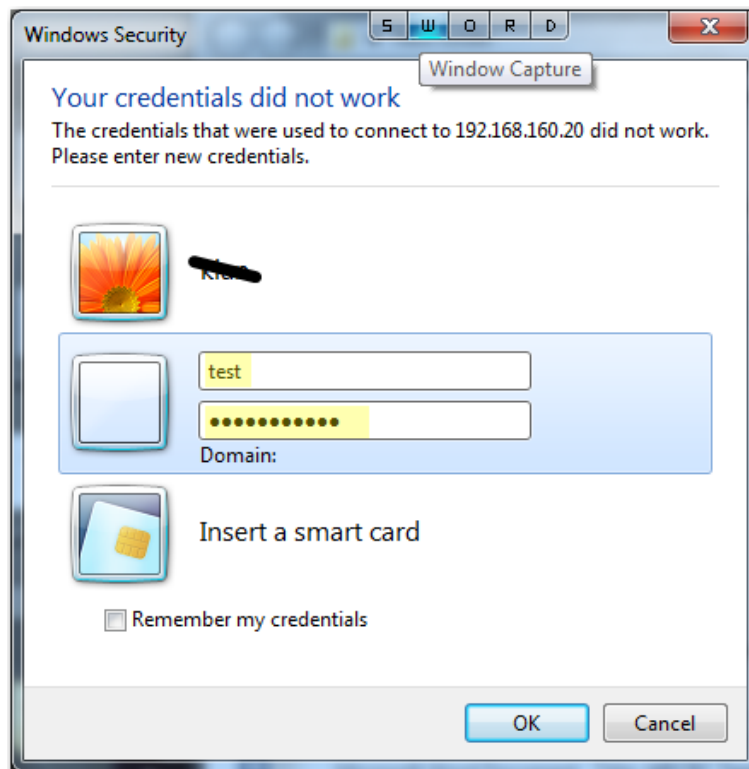 Windows Security
S W O R D
X
Window Capture
Your credentials did not work
The credentials that were used to connect to 192.168.160.20 did not work.
Please enter new credentials.
test
●●●●●●●●●●●
Domain:
Insert a smart card
Remember my credentials
OK
Cancel